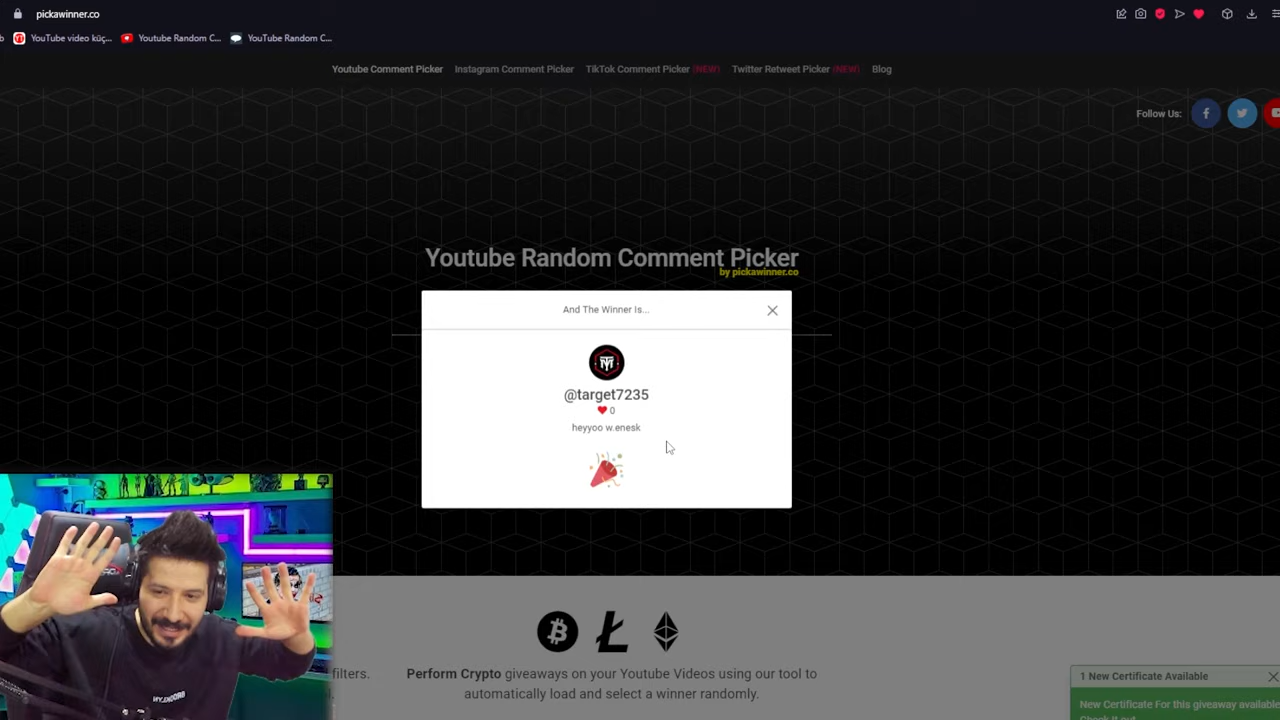 pickawinner.co
YouTube video küç...
Youtube Random C...
YouTube Random C...
Youtube Comment Picker
Instagram Comment Picker
TikTok Comment Picker (NEW)
Twitter Retweet Picker (NEW)
Blog
Follow Us:
Youtube Random Comment Picker
by pickawinner.co
And The Winner Is...
@target7235
0
heyyoo w.enesk
filters.
Perform Crypto giveaways on your Youtube Videos using our tool to
automatically load and select a winner randomly.
1 New Certificate Available
New Certificate For this giveaway available
Check it out